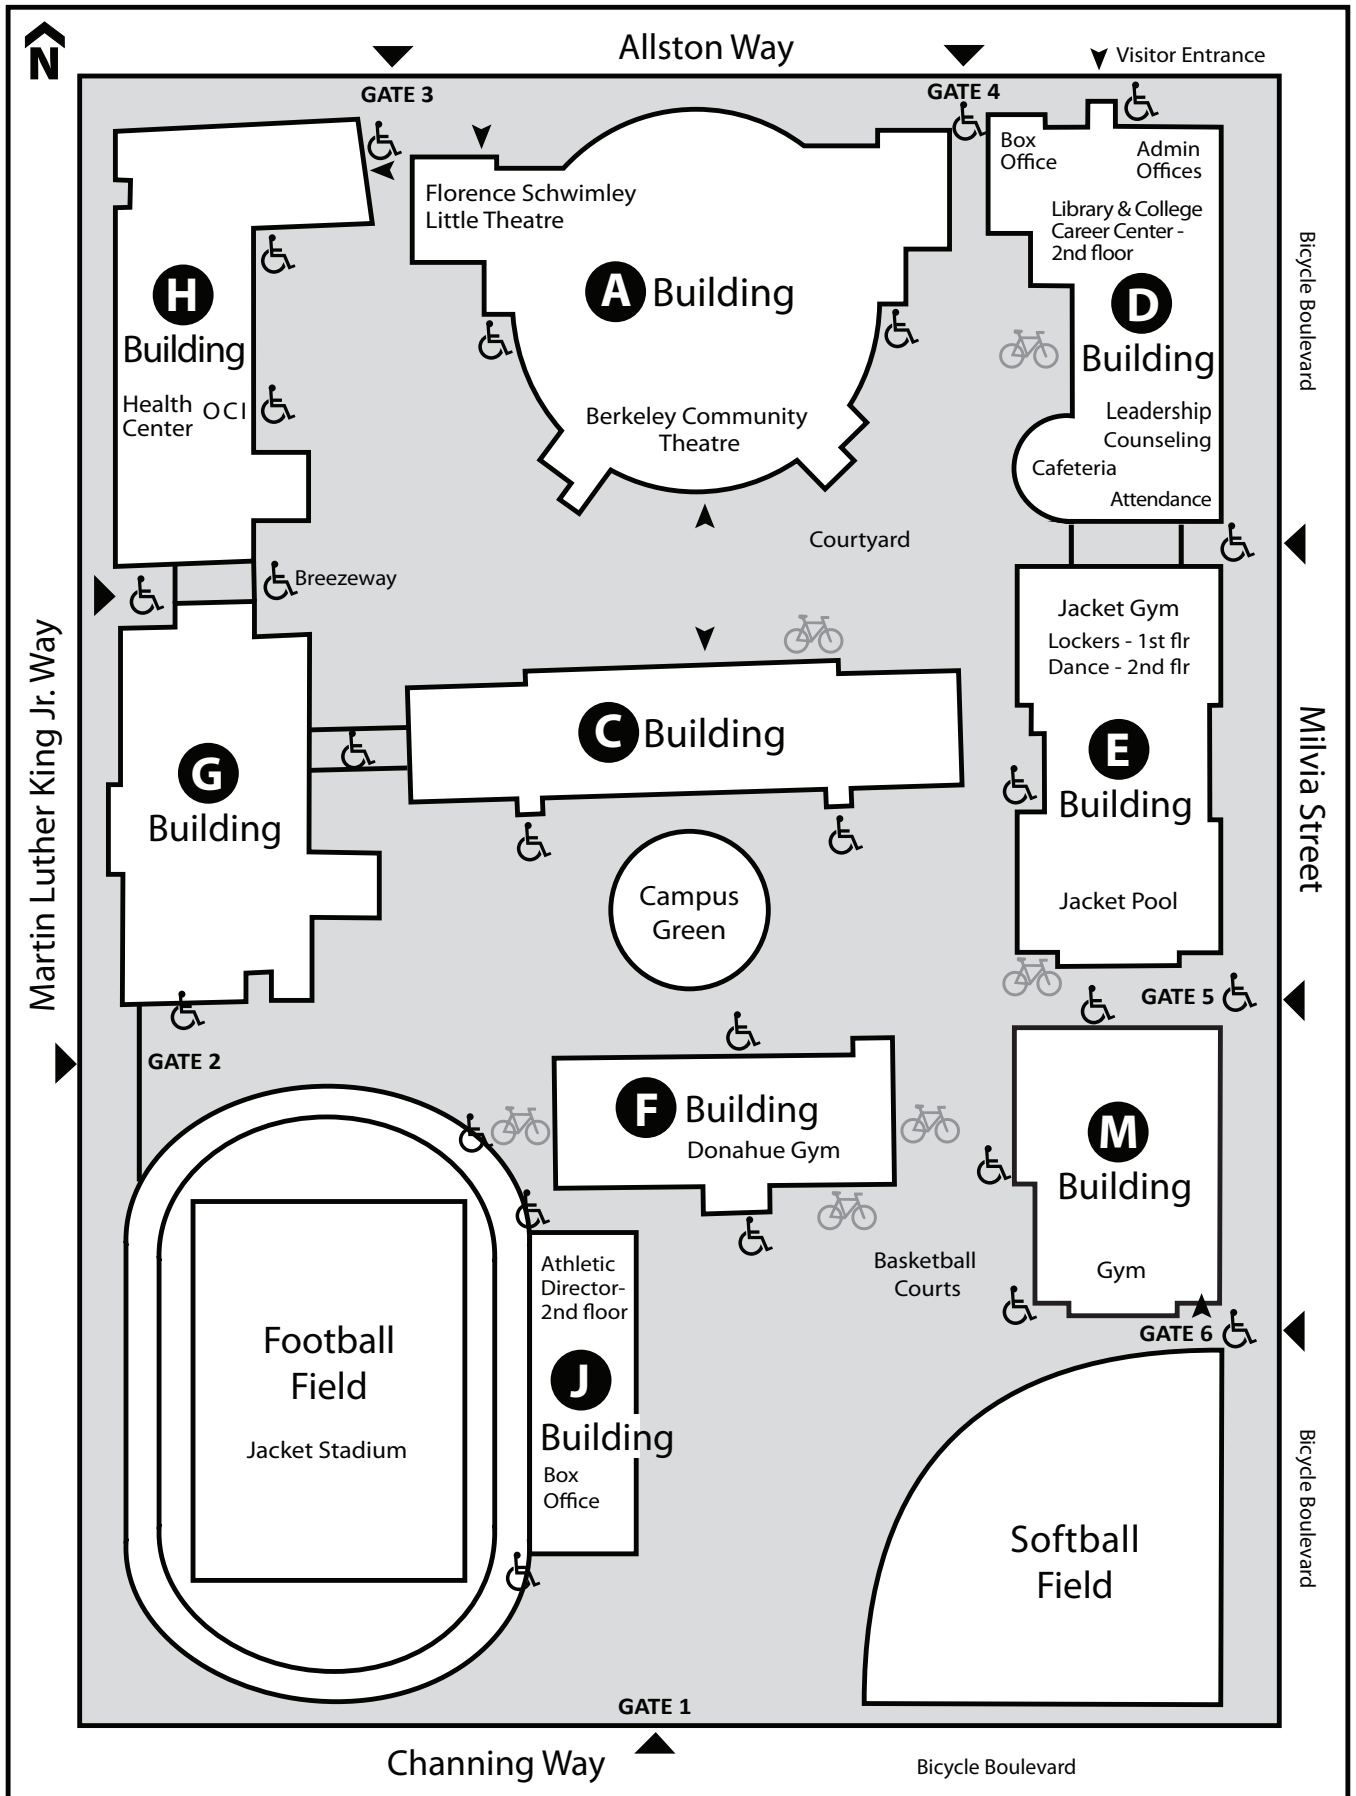 N
Allston Way
Visitor Entrance
GATE 3
GATE 4
Box
Office
Admin
Offices
Florence Schwimley
Little Theatre
Library & College
Career Center -
2nd floor
H
Building
A Building
D
Building
Bicycle Boulevard
Health
Center
OCI
Berkeley Community
Theatre
Leadership
Counseling
Cafeteria
Attendance
Courtyard
Breezeway
Jacket Gym
Lockers - 1st flr
Dance - 2nd flr
Martin Luther King Jr. Way
C Building
G
Building
E
Building
Milvia Street
Campus
Green
Jacket Pool
GATE 5
GATE 2
F Building
Donahue Gym
M
Building
Basketball
Courts
Gym
Athletic
Director-
2nd floor
GATE 6
Football
Field
J
Building
Jacket Stadium
Box
Office
Bicycle Boulevard
Softball
Field
GATE 1
Channing Way
Bicycle Boulevard